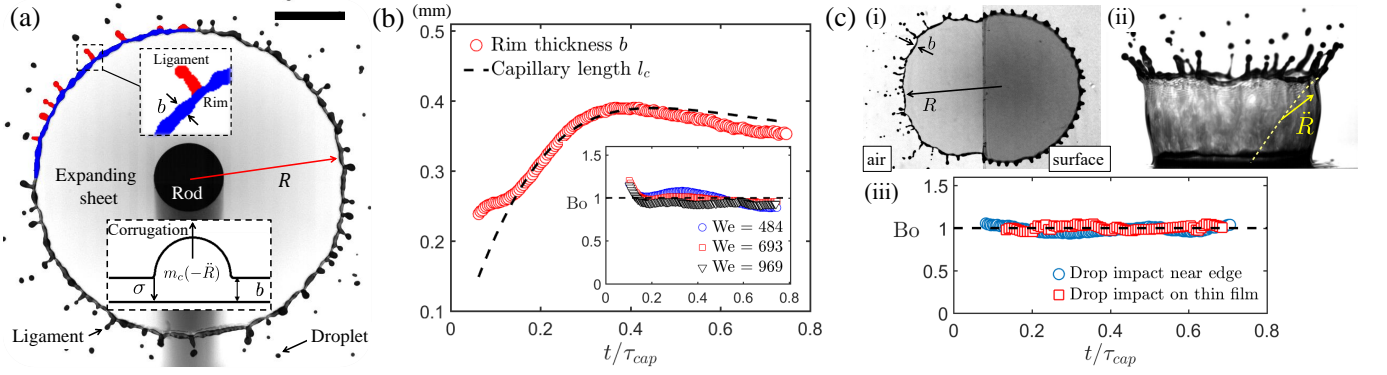 (a)
Ligament
b
Rim
Expanding
sheet
Rod
R
Corrugation
m_c(−R̈)
σ
b
Ligament
Droplet
(b)
(mm)
0.5
0.4
0.3
0.2
0.1
Rim thickness b
Capillary length l_c
Bo
1.5
1
0.5
0
0 0.2 0.4 0.6 0.8
We = 484
We = 693
We = 969
0 0.2 0.4 0.6 0.8
t/τ_cap
(c)
(i)
b
R
air
surface
(ii)
R̈
(iii)
Bo
1.5
1
0.5
0
Drop impact near edge
Drop impact on thin film
0 0.2 0.4 0.6 0.8
t/τ_cap